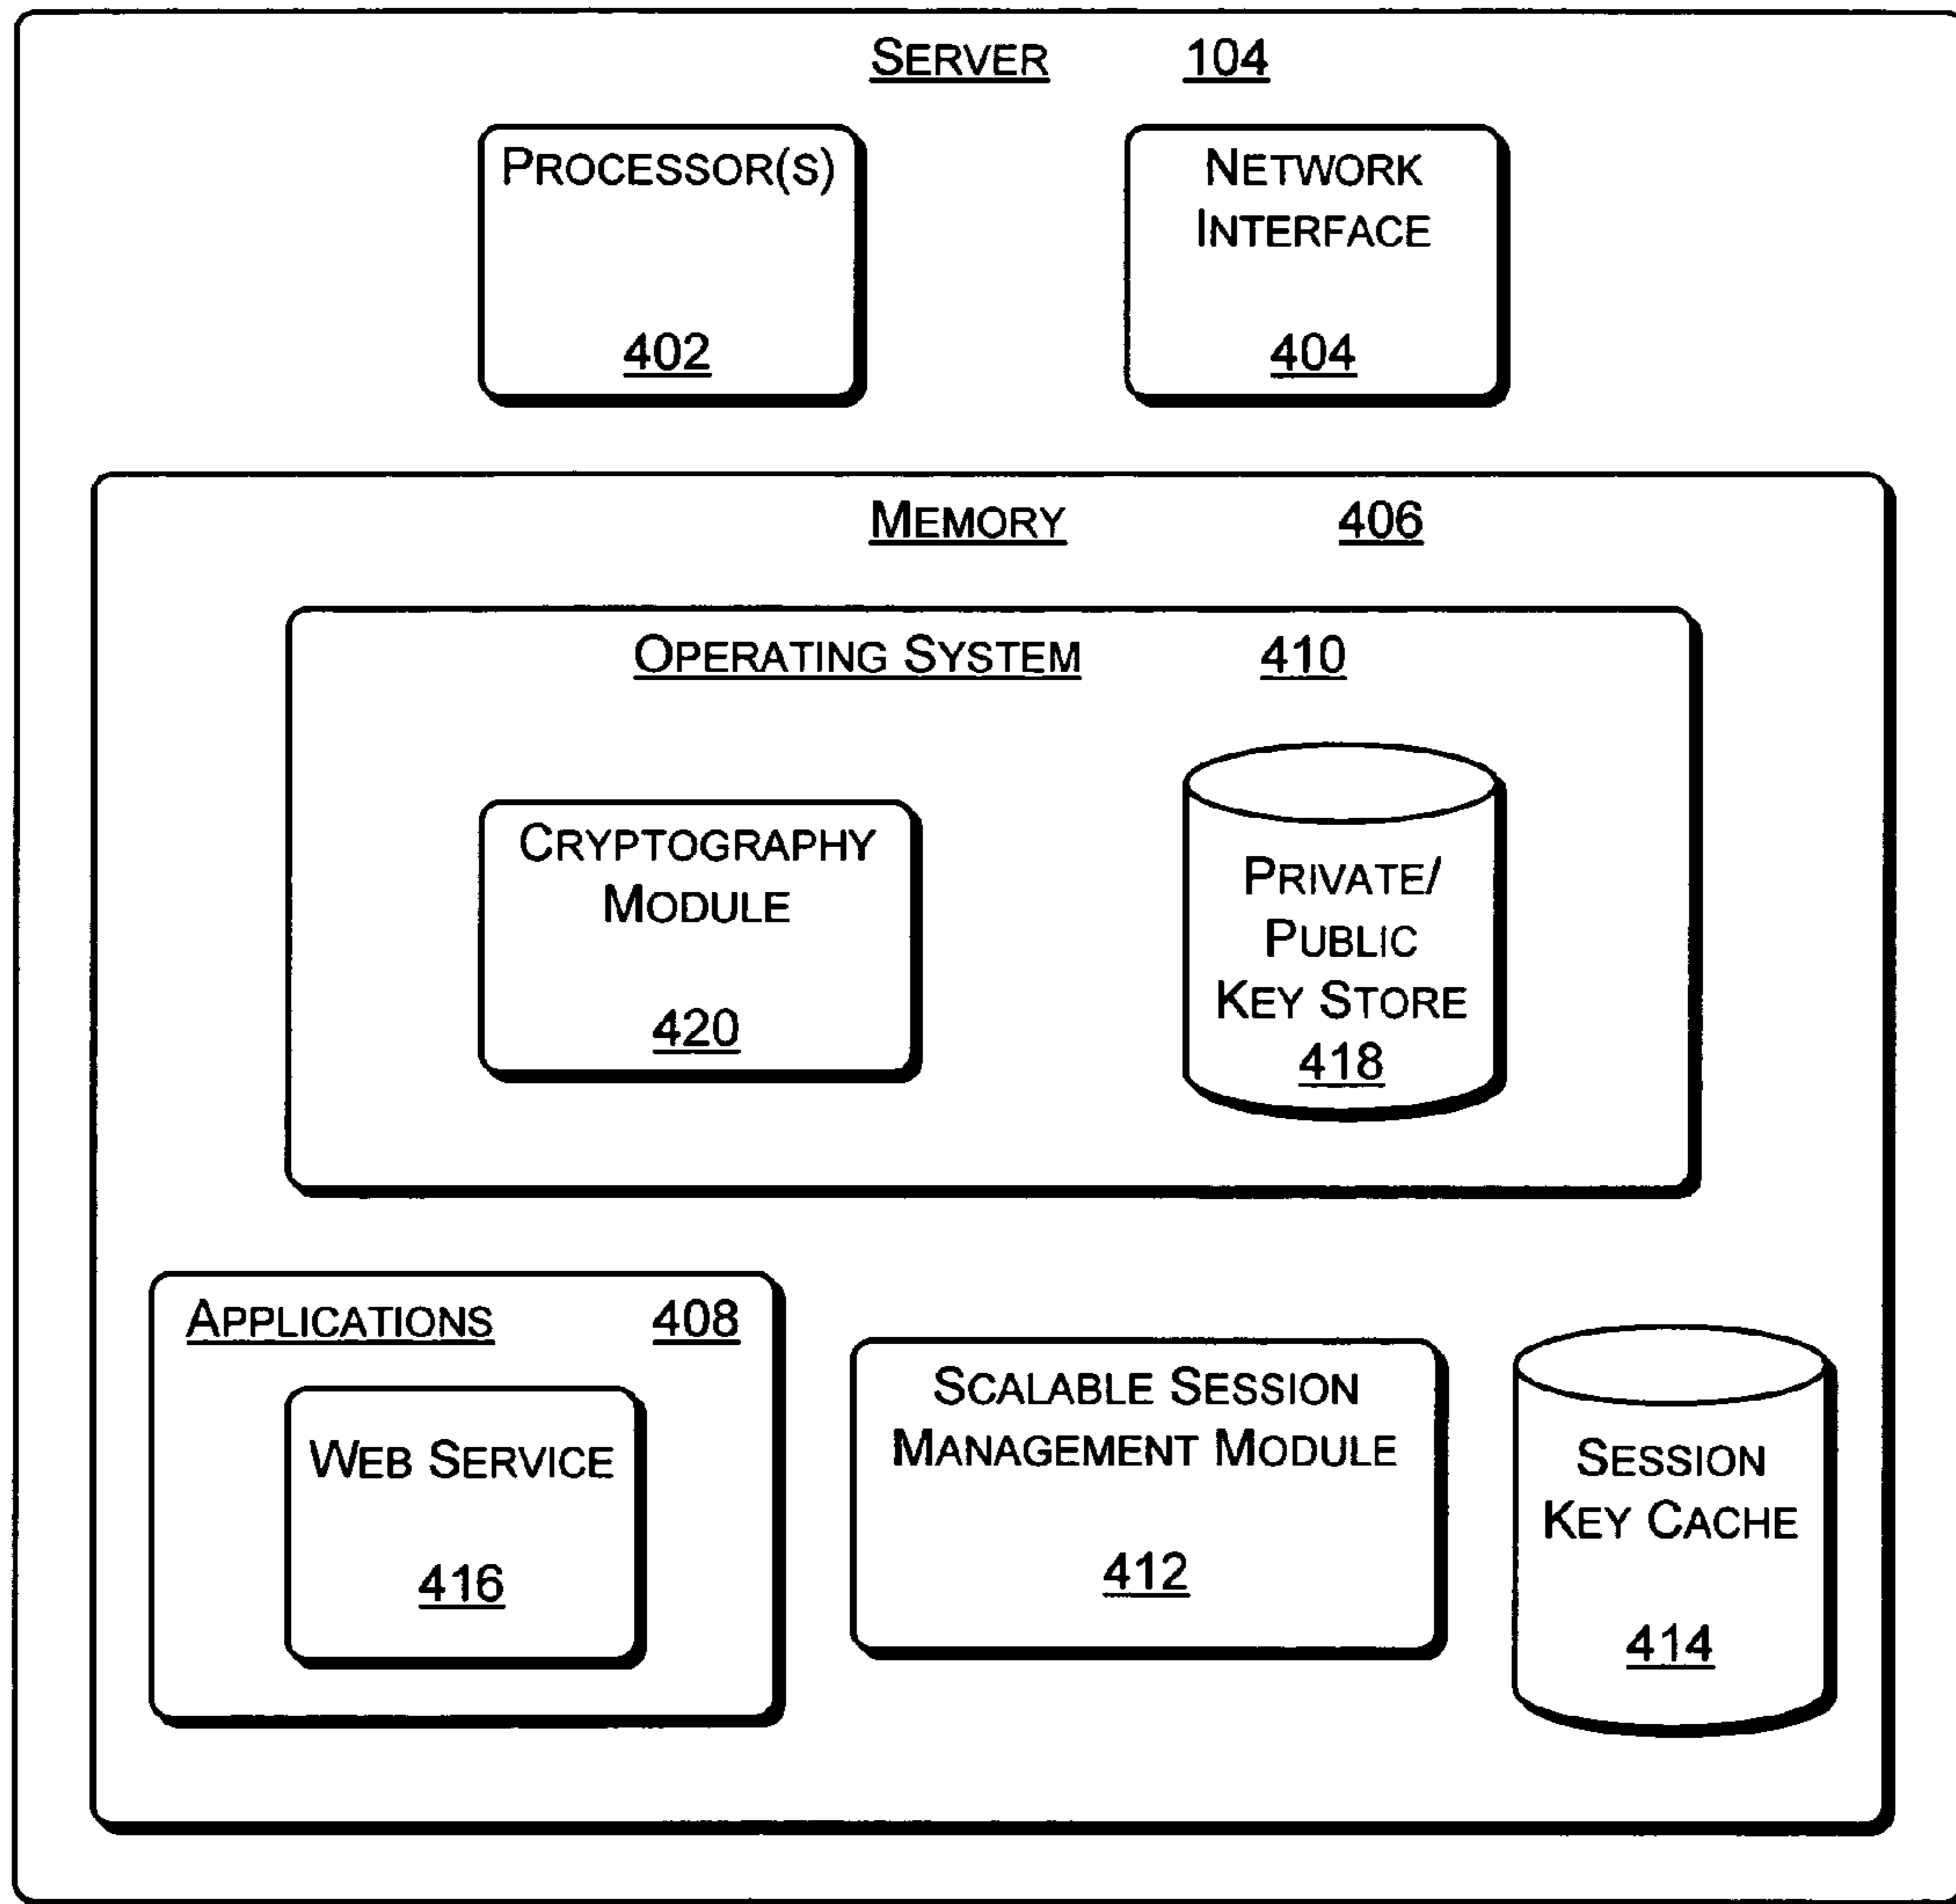 SERVER 104
PROCESSOR(S)
402
NETWORK
INTERFACE
404
MEMORY 406
OPERATING SYSTEM 410
CRYPTOGRAPHY
MODULE
420
PRIVATE/
PUBLIC
KEY STORE
418
APPLICATIONS 408
WEB SERVICE
416
SCALABLE SESSION
MANAGEMENT MODULE
412
SESSION
KEY CACHE
414